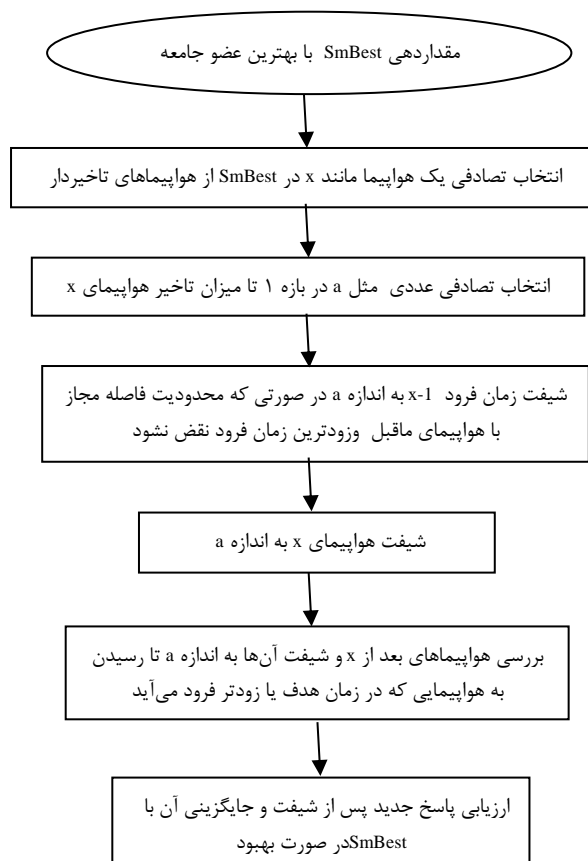 مقداردهی SmBest با بهترین عضو جامعه
انتخاب تصادفی یک هواپیما مانند x در SmBest از هواپیماهای تاخیردار
انتخاب تصادفی عددی مثل a در بازه ۱ تا میزان تاخیر هواپیمای x
شیفت زمان فرود x-1 به اندازه a در صورتی که محدودیت فاصله مجاز
با هواپیمای ماقبل وزودترین زمان فرود نقض نشود
شیفت هواپیمای x به اندازه a
بررسی هواپیماهای بعد از x و شیفت آن‌ها به اندازه a تا رسیدن
به هواپیمایی که در زمان هدف یا زودتر فرود می‌آید
ارزیابی پاسخ جدید پس از شیفت و جایگزینی آن با
SmBestدر صورت بهبود